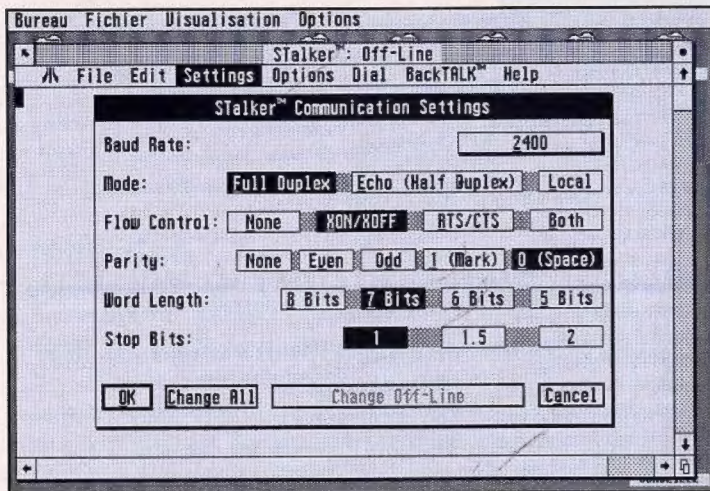 Bureau Fichier Visualisation Options
STalker™: Off-Line
File Edit Settings Options Dial BackTALK™ Help
STalker™ Communication Settings
Baud Rate: 2400
Mode: Full Duplex Echo (Half Duplex) Local
Flow Control: None XON/XOFF RTS/CTS Both
Parity: None Even Odd 1 (Mark) 0 (Space)
Word Length: 8 Bits 7 Bits 6 Bits 5 Bits
Stop Bits: 1 1.5 2
OK Change All Change Off-Line Cancel